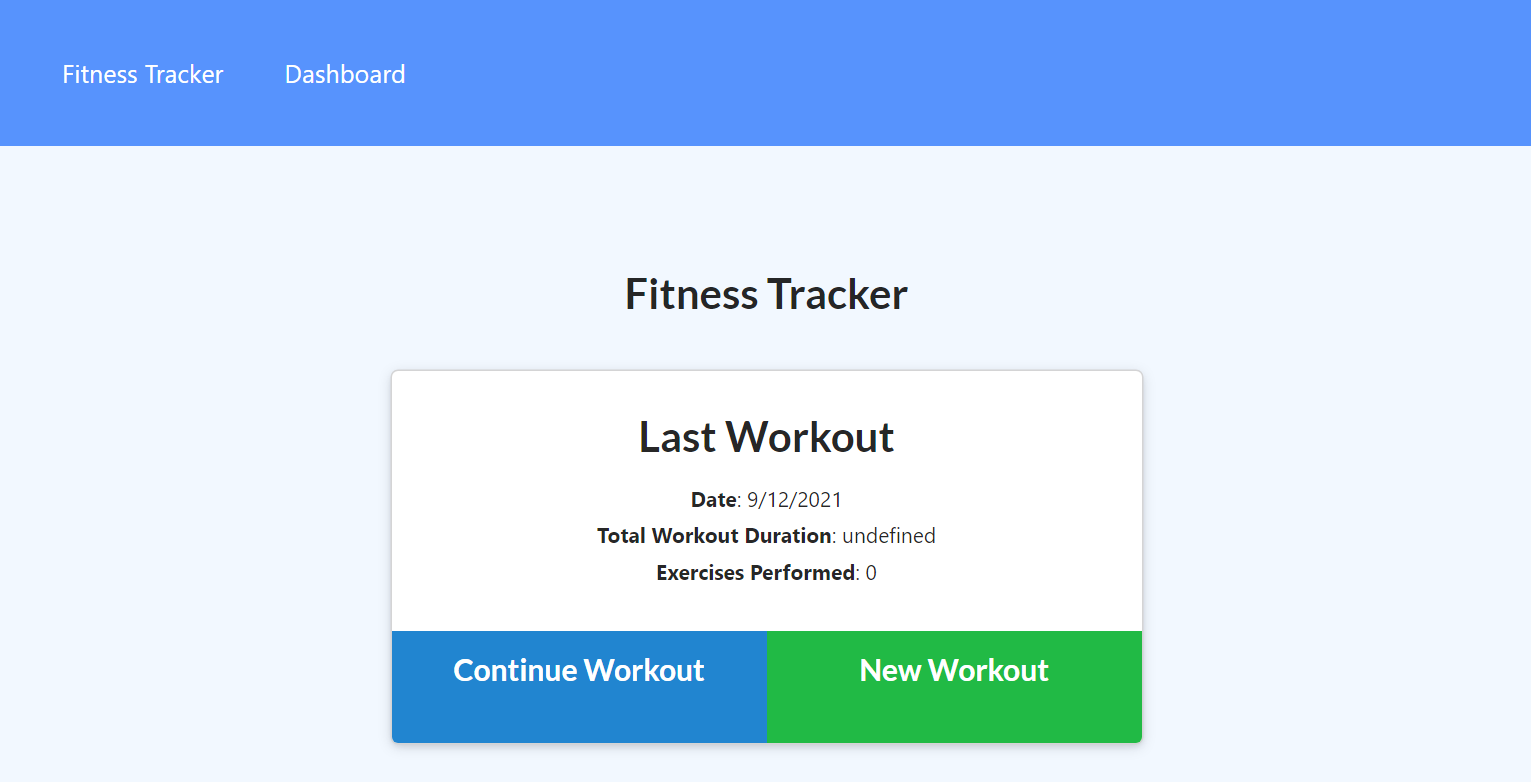 Fitness Tracker Dashboard
Fitness Tracker
Last Workout
Date: 9/12/2021
Total Workout Duration: undefined
Exercises Performed: 0
Continue Workout New Workout